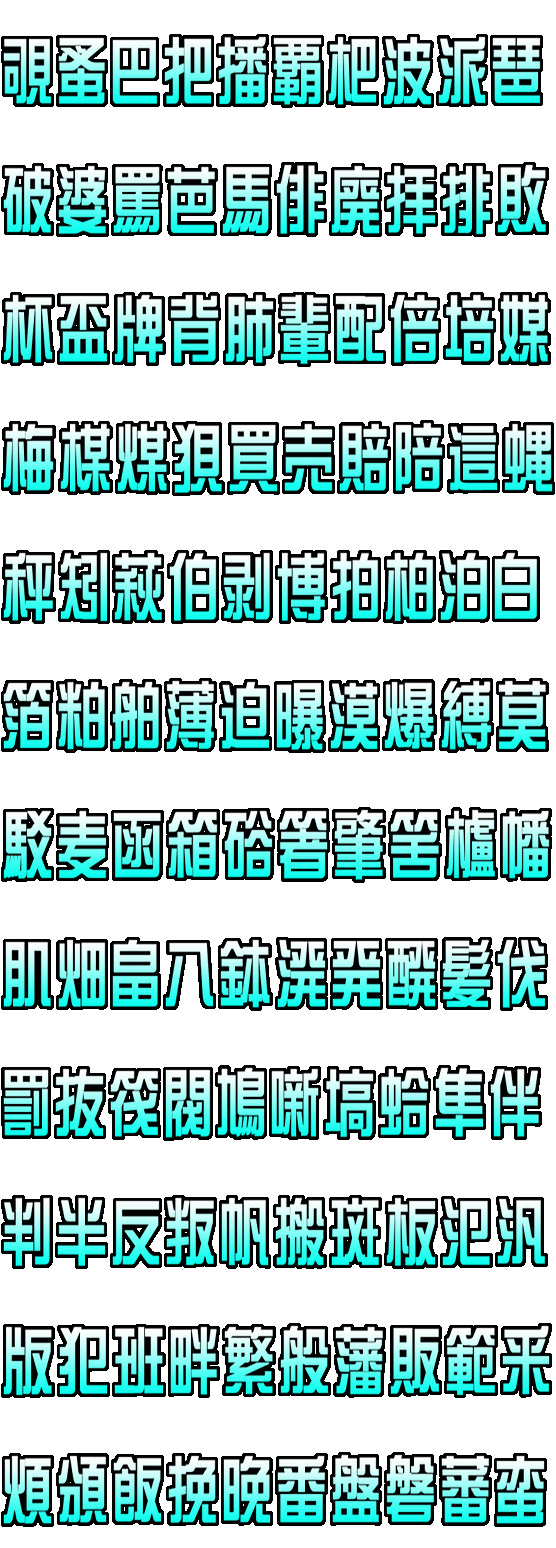 覗蚤巴把播覇杷波派琶
破婆罵芭馬俳廃拝排敗
杯盃牌背肺輩配倍培媒
梅楳煤狽買売賠陪這蝿
秤矧萩伯剥博拍柏泊白
箔粕舶薄迫曝漠爆縛莫
駁麦函箱硲箸肇筈櫨幡
肌畑畠八鉢溌発醗髪伐
罰抜筏閥鳩噺塙蛤隼伴
判半反叛帆搬斑板氾汎
版犯班畔繁般藩販範釆
煩頒飯挽晩番盤磐蕃蛮